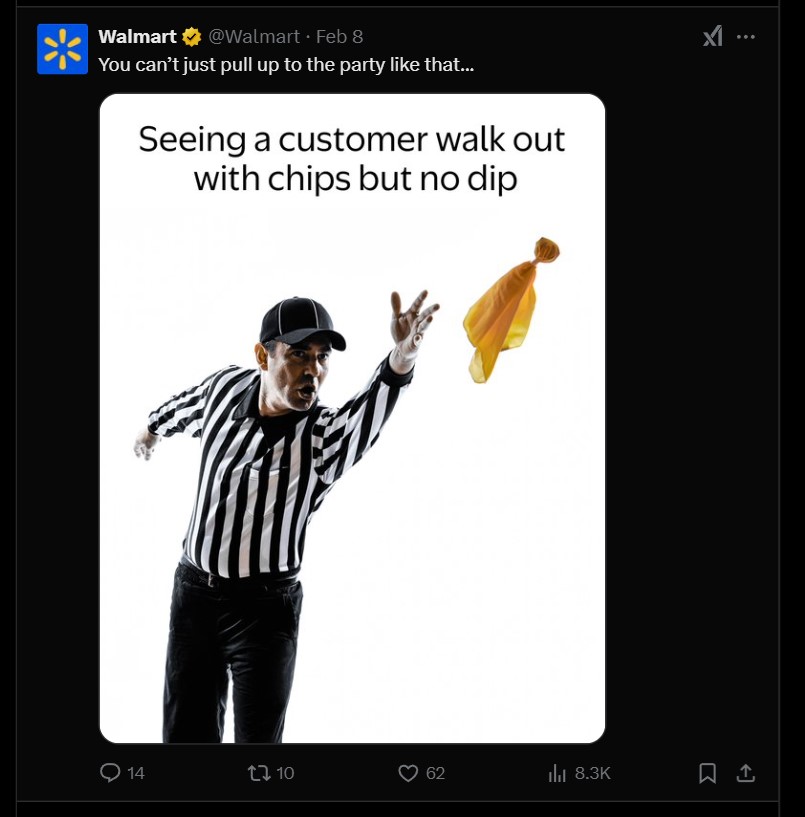 Walmart @Walmart · Feb 8
You can’t just pull up to the party like that...
Seeing a customer walk out
with chips but no dip
14 10 62 8.3K